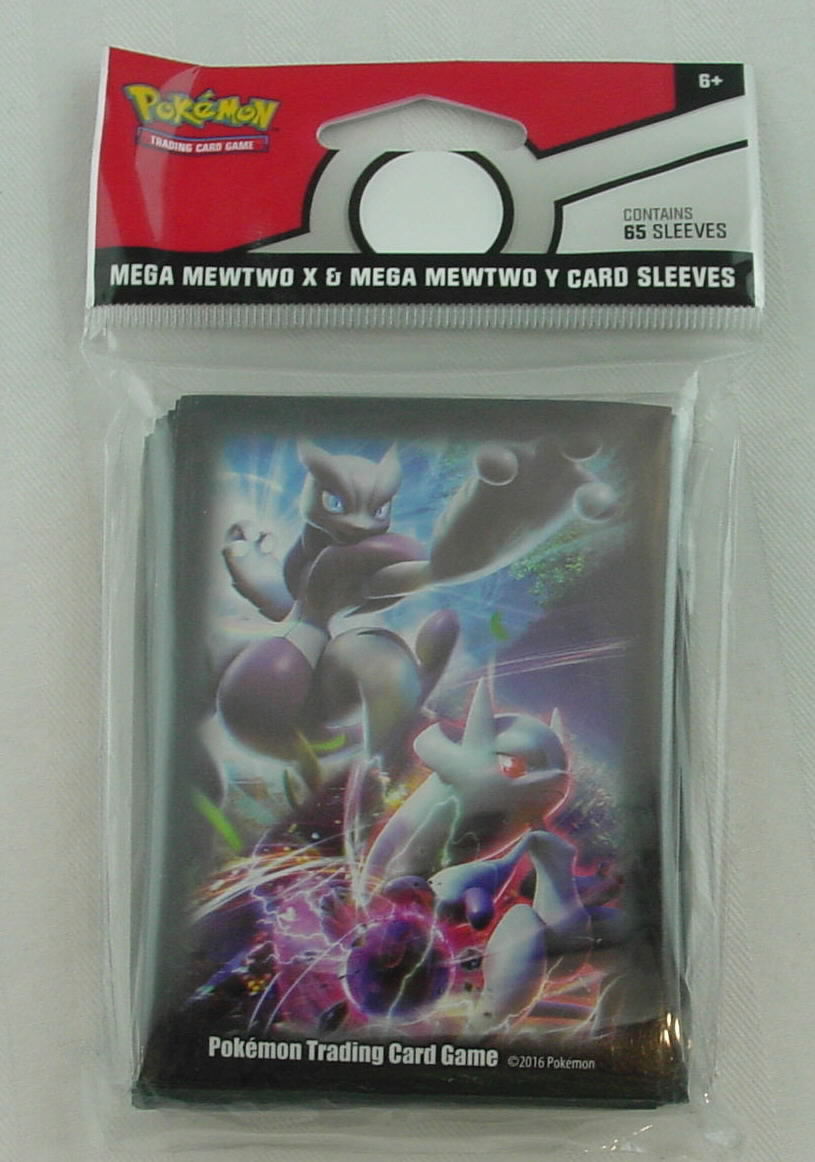 Pokémon
TRADING CARD GAME
6+
CONTAINS
65 SLEEVES
MEGA MEWTWO X & MEGA MEWTWO Y CARD SLEEVES
Pokémon Trading Card Game ©2016 Pokémon